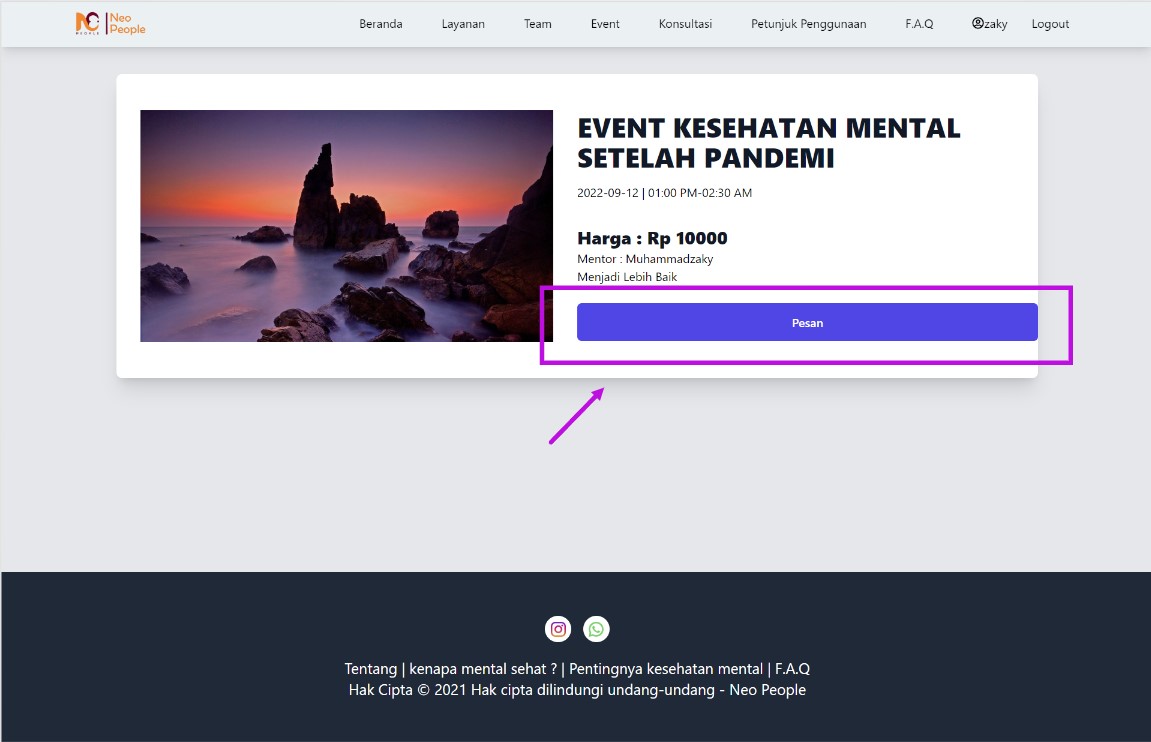 NC PEOPLE Neo People
Beranda Layanan Team Event Konsultasi Petunjuk Penggunaan F.A.Q zaky Logout
EVENT KESEHATAN MENTAL
SETELAH PANDEMI
2022-09-12 | 01:00 PM-02:30 AM
Harga : Rp 10000
Mentor : Muhammadzaky
Menjadi Lebih Baik
Pesan
Tentang | kenapa mental sehat ? | Pentingnya kesehatan mental | F.A.Q
Hak Cipta © 2021 Hak cipta dilindungi undang-undang - Neo People